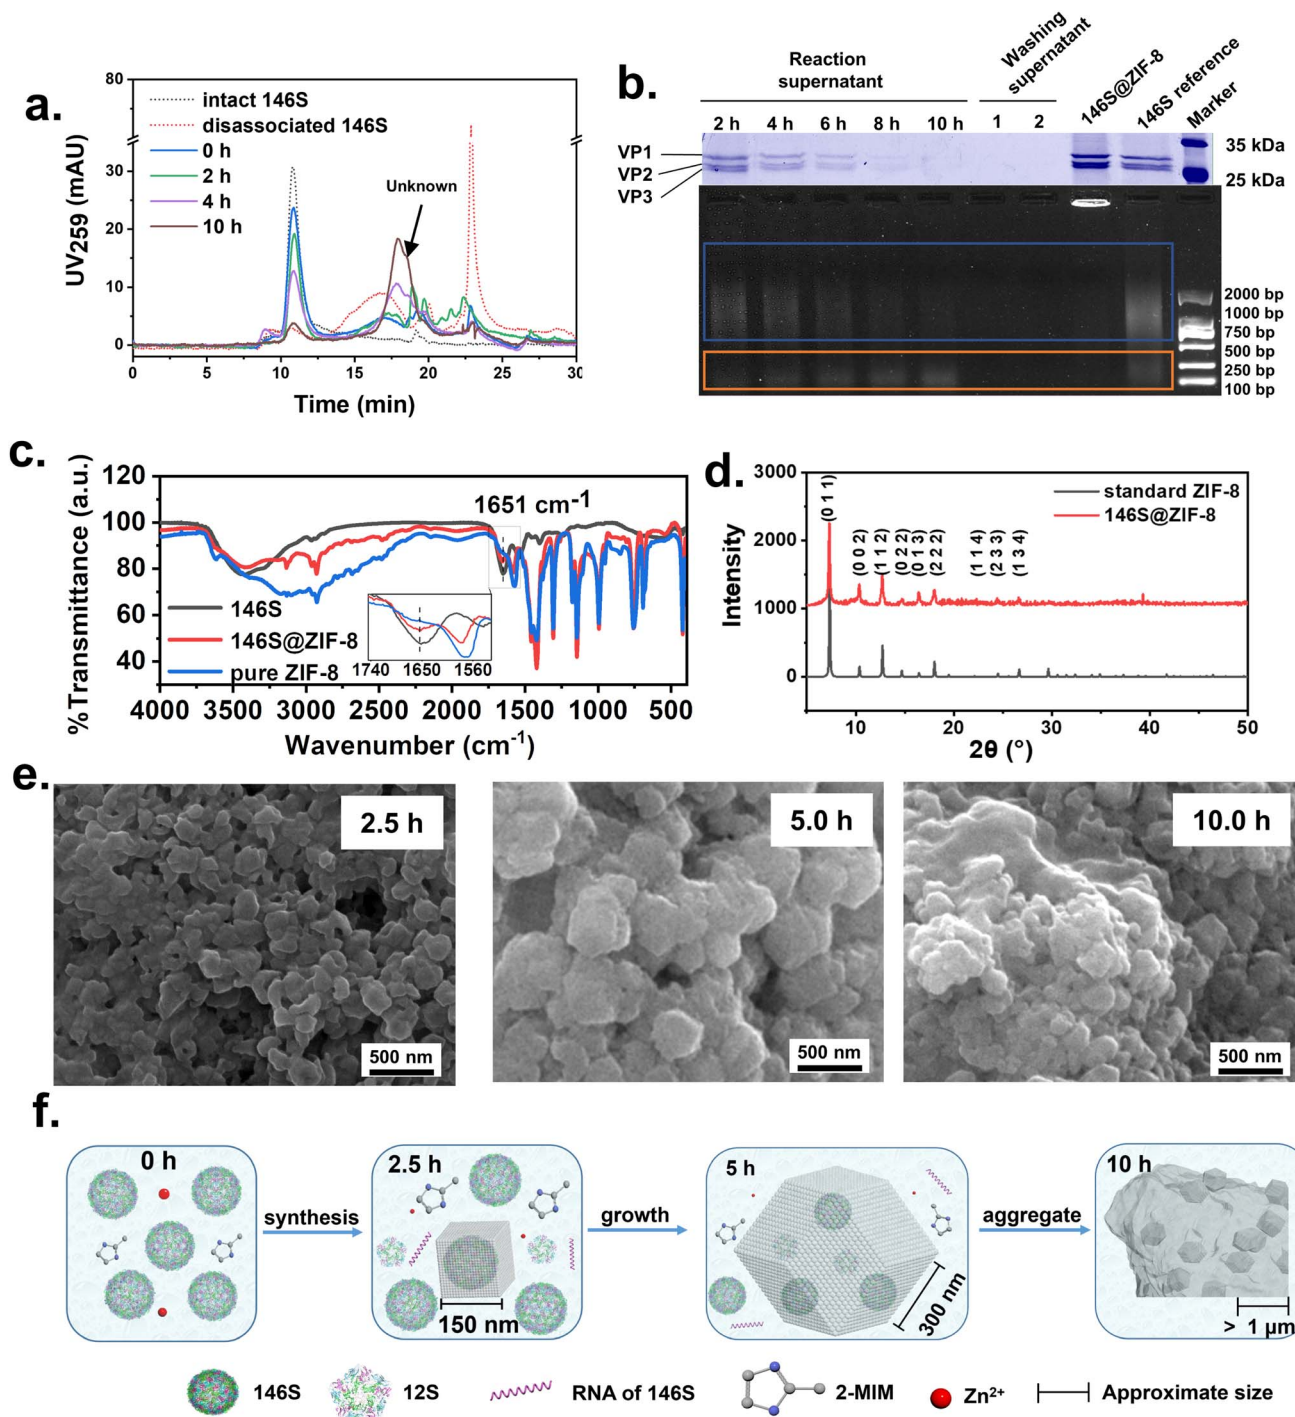 a.
80
30
20
10
0
UV259 (mAU)
intact 146S
disassociated 146S
0 h
2 h
4 h
10 h
Unknown
0 5 10 15 20 25 30
Time (min)
b.
Reaction
supernatant
Washing
supernatant
146S@ZIF-8
146S reference
Marker
2 h 4 h 6 h 8 h 10 h 1 2
VP1
VP2
VP3
35 kDa
25 kDa
2000 bp
1000 bp
750 bp
500 bp
250 bp
100 bp
c.
120
100
80
60
40
%Transmittance (a.u.)
1651 cm-1
146S
146S@ZIF-8
pure ZIF-8
1740 1650 1560
4000 3500 3000 2500 2000 1500 1000 500
Wavenumber (cm-1)
d.
3000
2000
1000
0
Intensity
standard ZIF-8
146S@ZIF-8
(0 1 1)
(0 0 2)
(1 1 2)
(0 2 2)
(0 1 3)
(2 2 2)
(1 1 4)
(2 3 3)
(1 3 4)
10 20 30 40 50
2θ (°)
e.
2.5 h
500 nm
5.0 h
500 nm
10.0 h
500 nm
f.
0 h
synthesis
2.5 h
150 nm
growth
5 h
300 nm
aggregate
10 h
> 1 μm
146S
12S
RNA of 146S
2-MIM
Zn2+
Approximate size